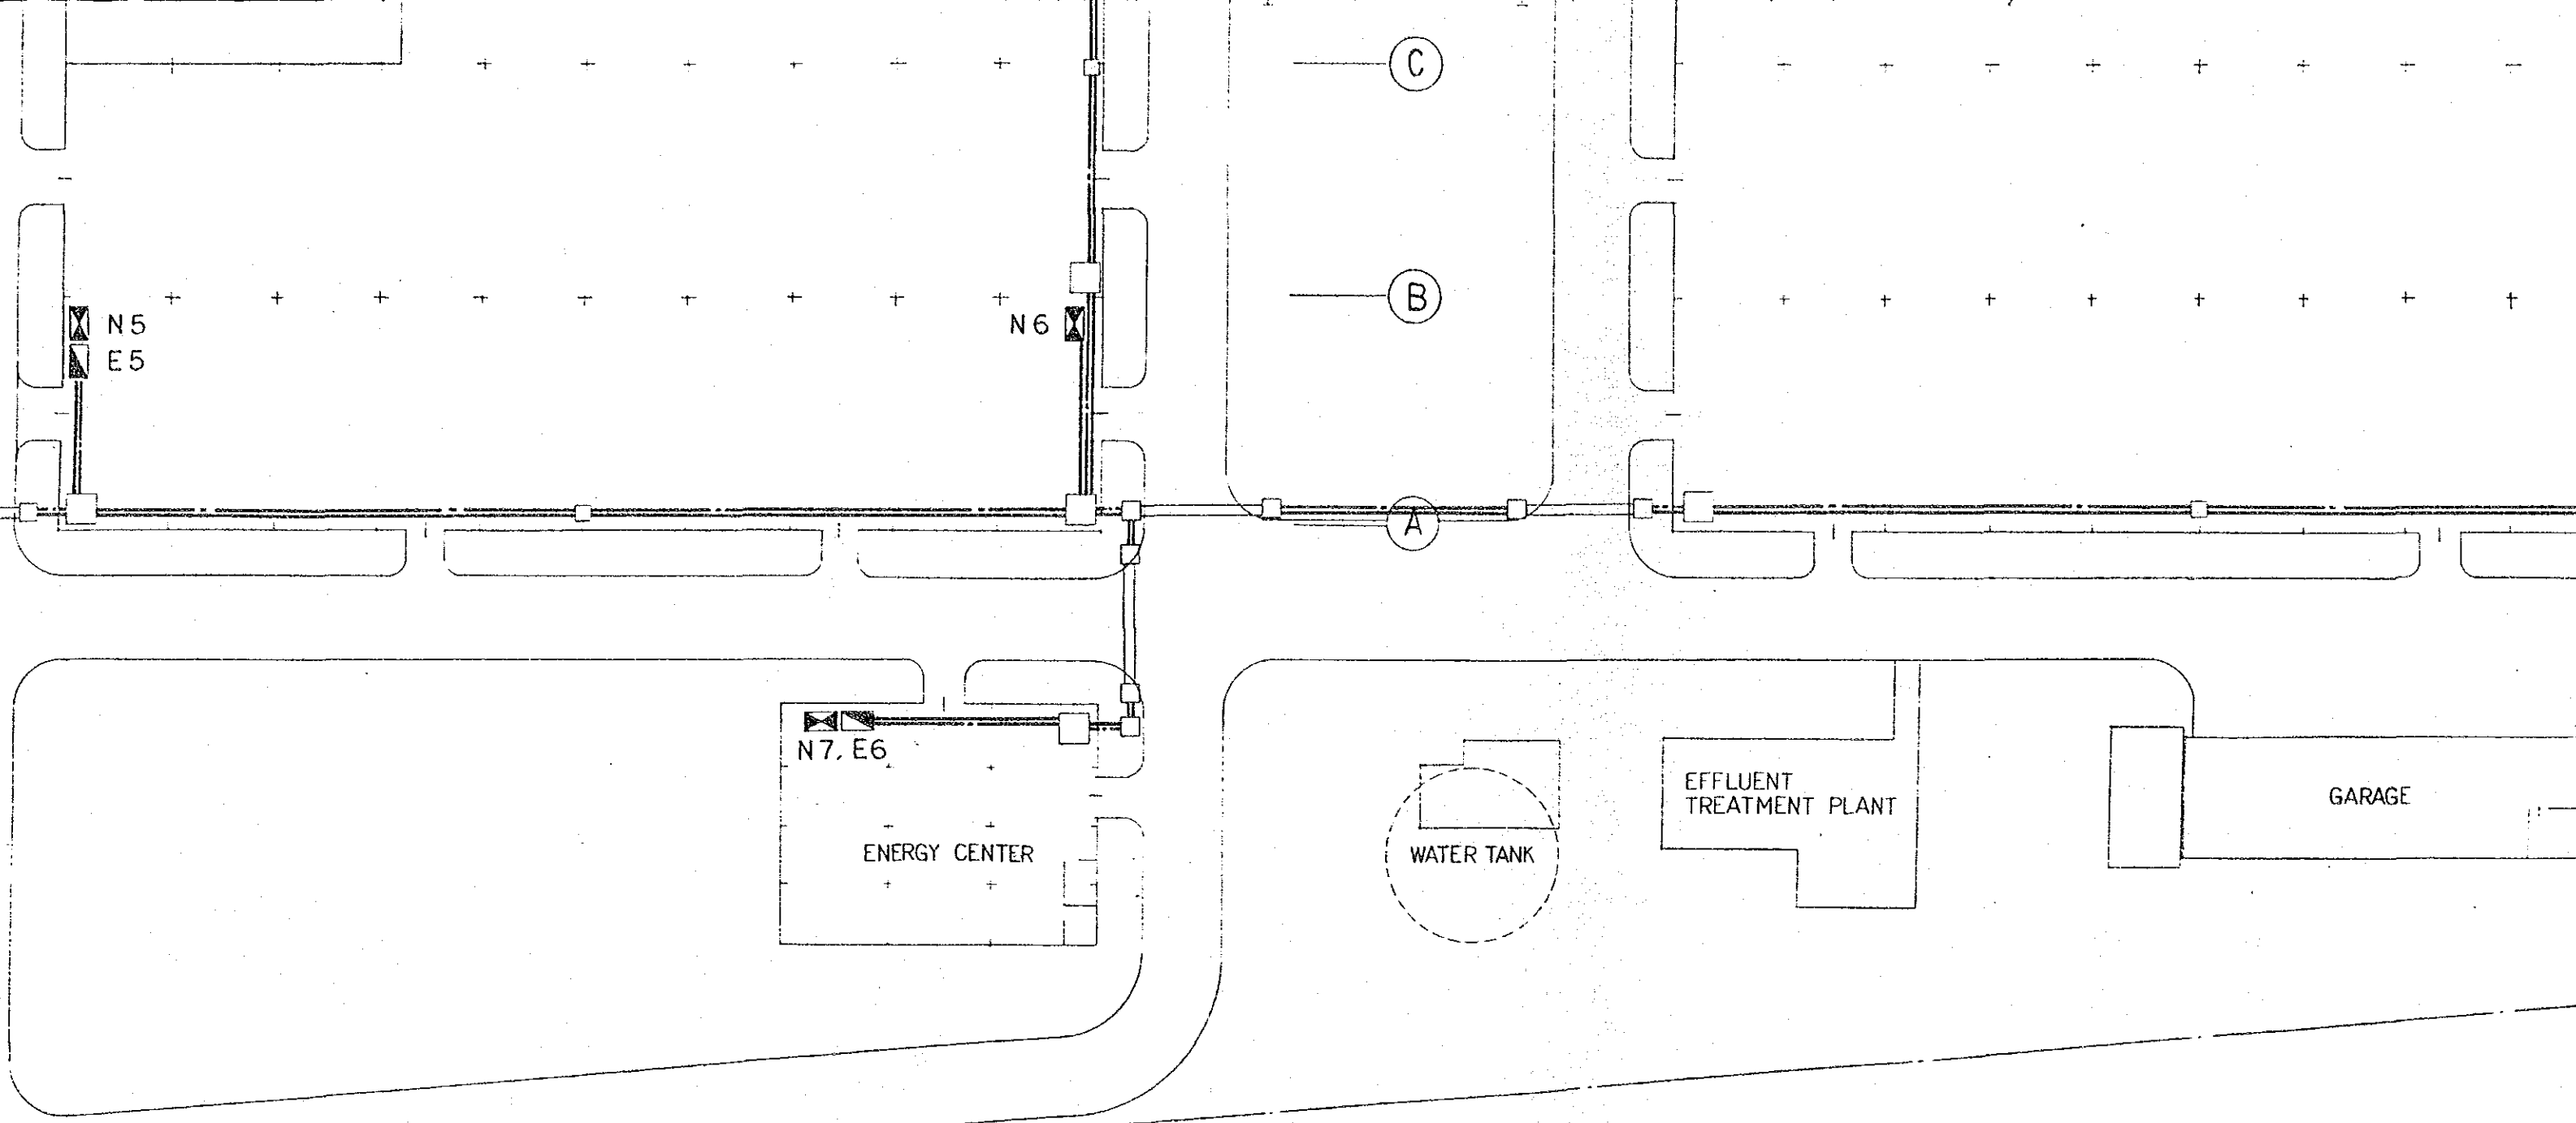 C
B
N5
E5
N6
A
N7, E6
EFFLUENT
TREATMENT PLANT
GARAGE
ENERGY CENTER
WATER TANK